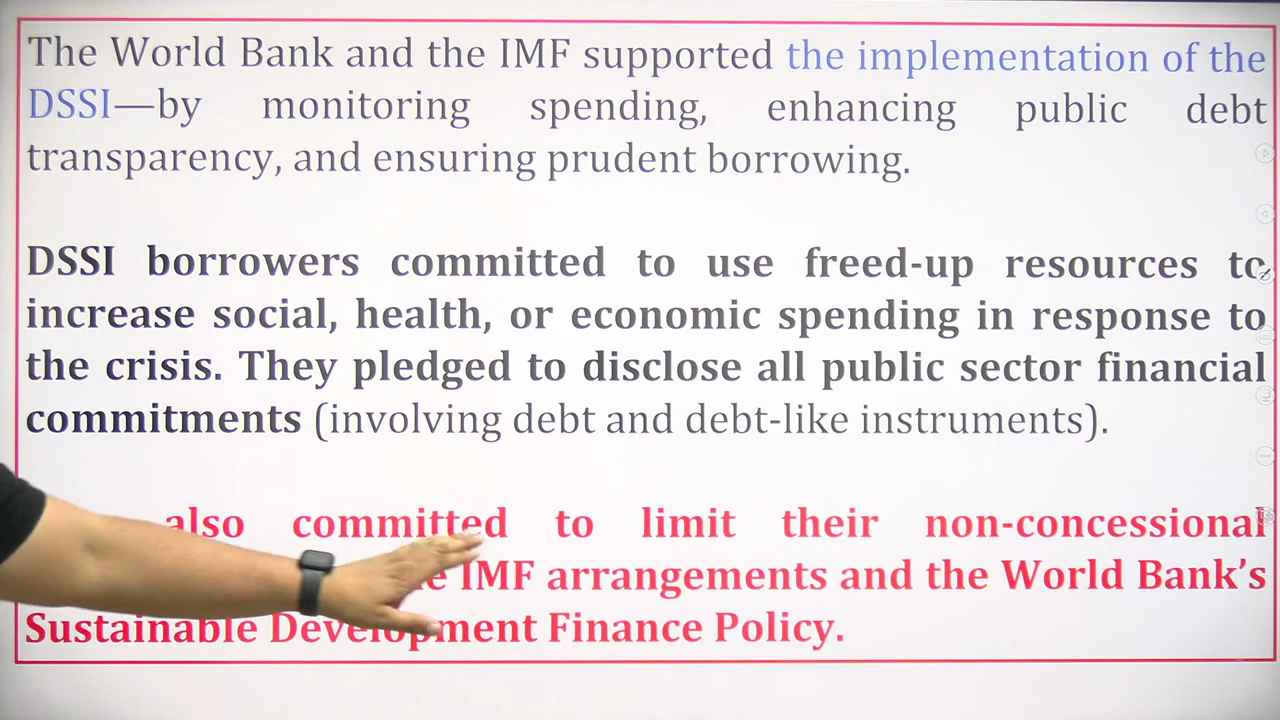 The World Bank and the IMF supported the implementation of the
DSSI—by monitoring spending, enhancing public debt
transparency, and ensuring prudent borrowing.
DSSI borrowers committed to use freed-up resources to
increase social, health, or economic spending in response to
the crisis. They pledged to disclose all public sector financial
commitments (involving debt and debt-like instruments).
also committed to limit their non-concessional
IMF arrangements and the World Bank’s
Sustainable Development Finance Policy.